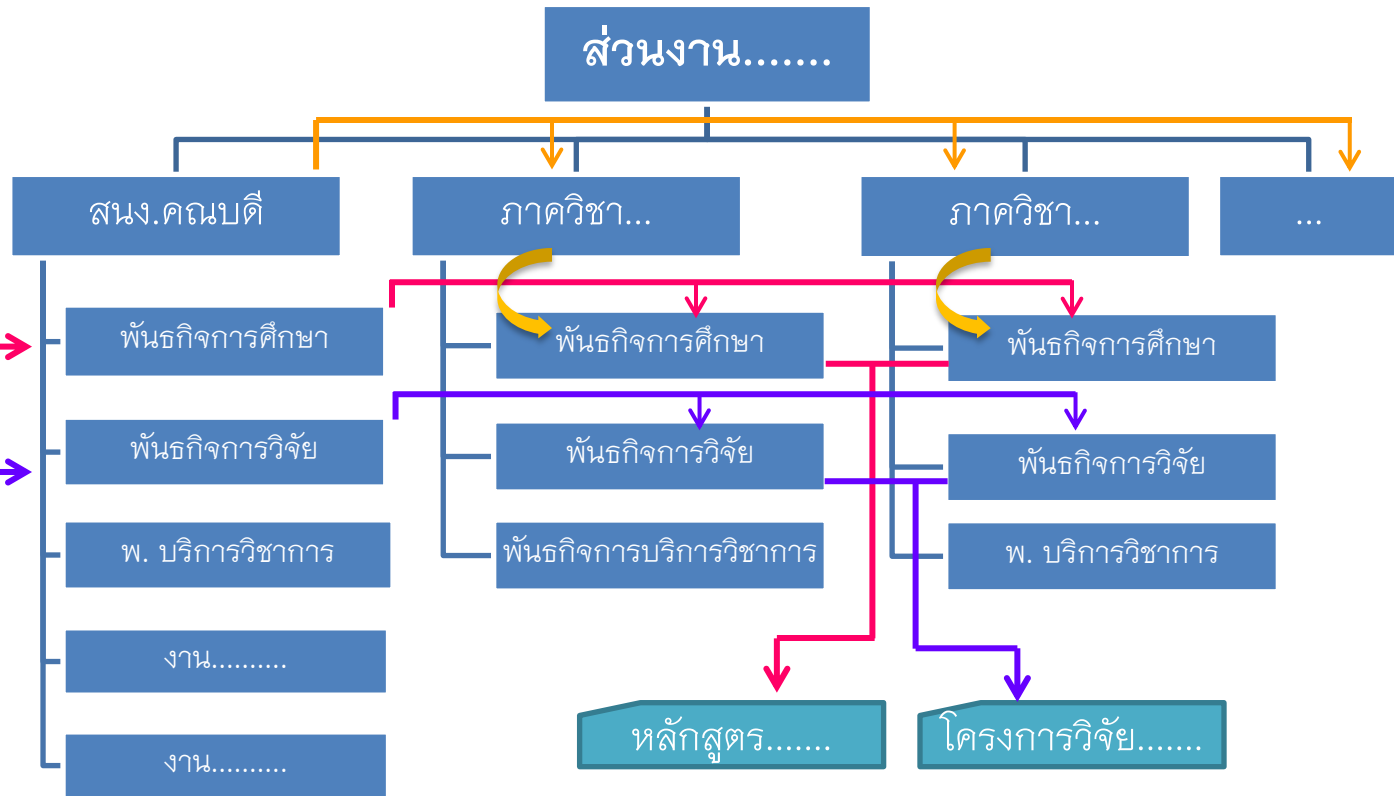 ส่วนงาน.......
สนง.คณบดี
ภาควิชา...
ภาควิชา...
...
พันธกิจการศึกษา
พันธกิจการศึกษา
พันธกิจการศึกษา
พันธกิจการวิจัย
พันธกิจการวิจัย
พันธกิจการวิจัย
พ. บริการวิชาการ
พันธกิจการบริการวิชาการ
พ. บริการวิชาการ
งาน..........
งาน..........
หลักสูตร.......
โครงการวิจัย.......